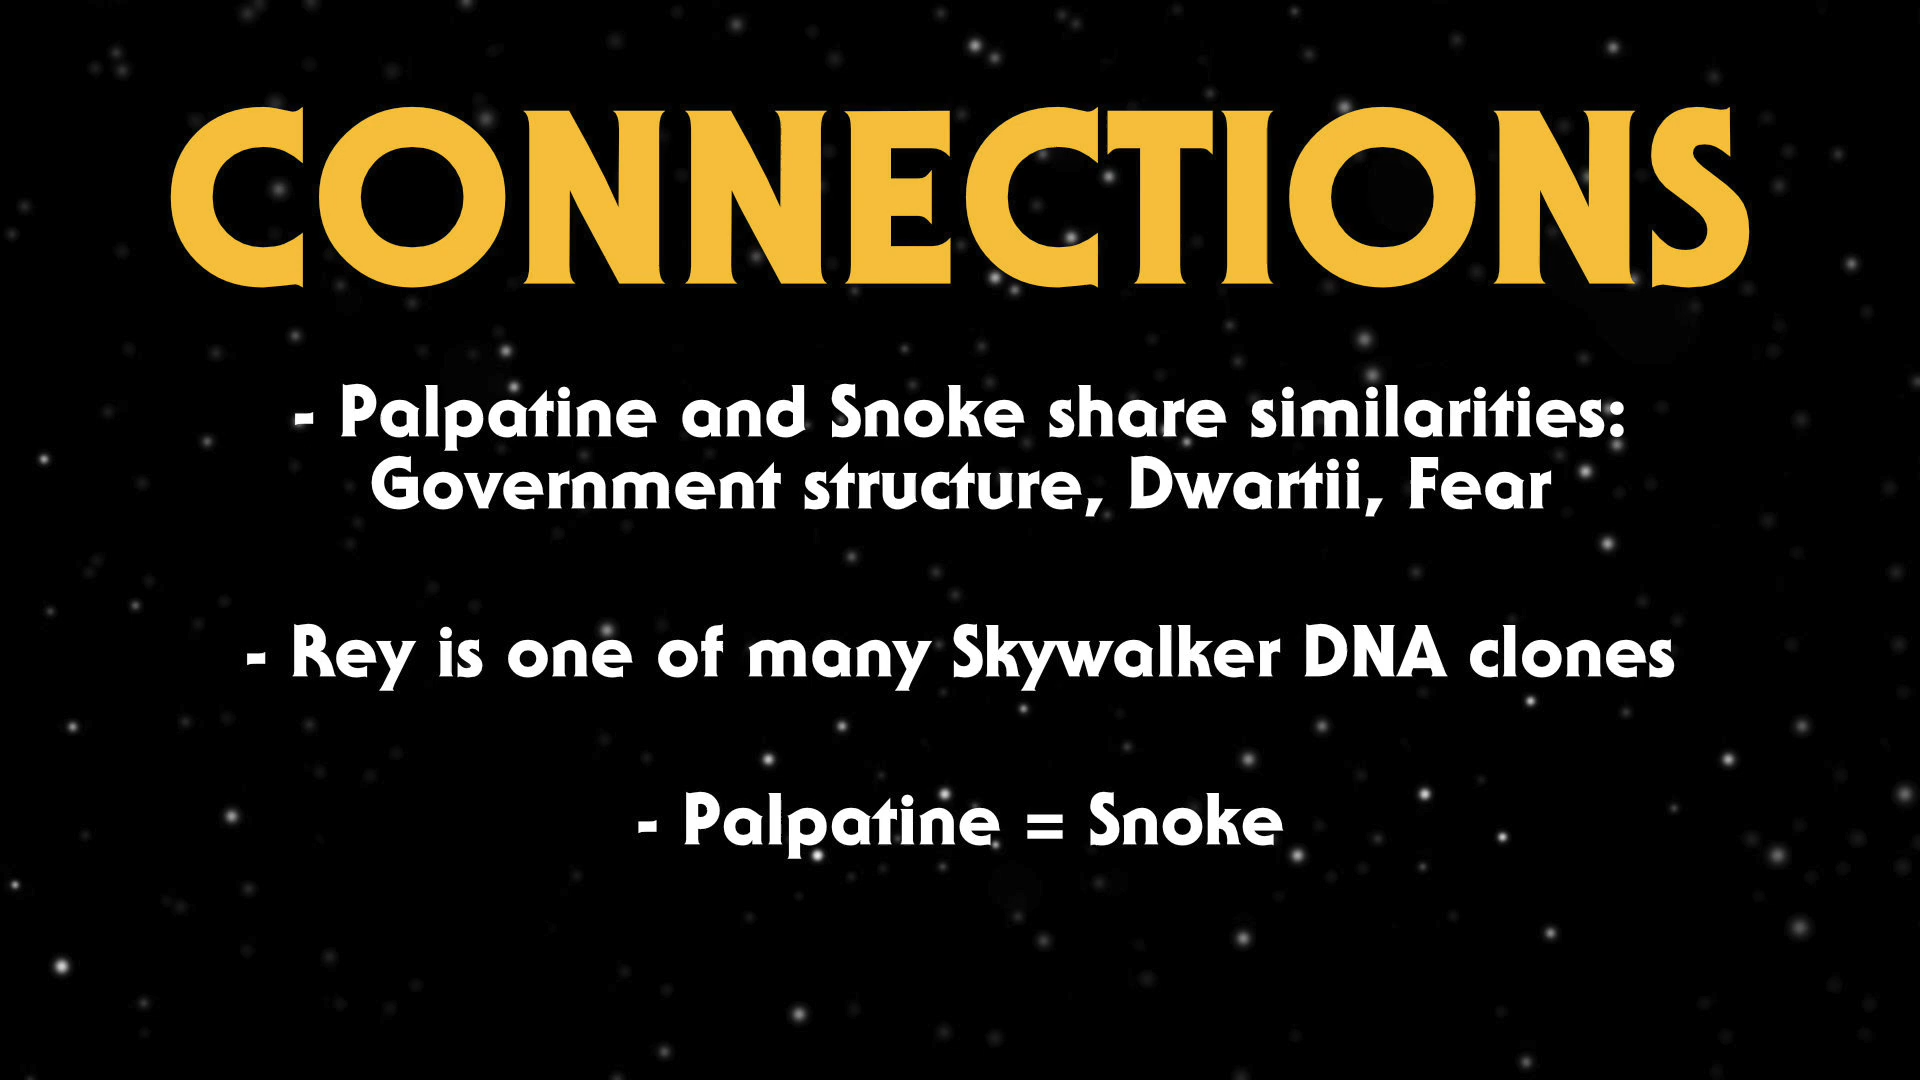 CONNECTIONS
- Palpatine and Snoke share similarities:
Government structure, Dwartii, Fear
- Rey is one of many Skywalker DNA clones
- Palpatine = Snoke